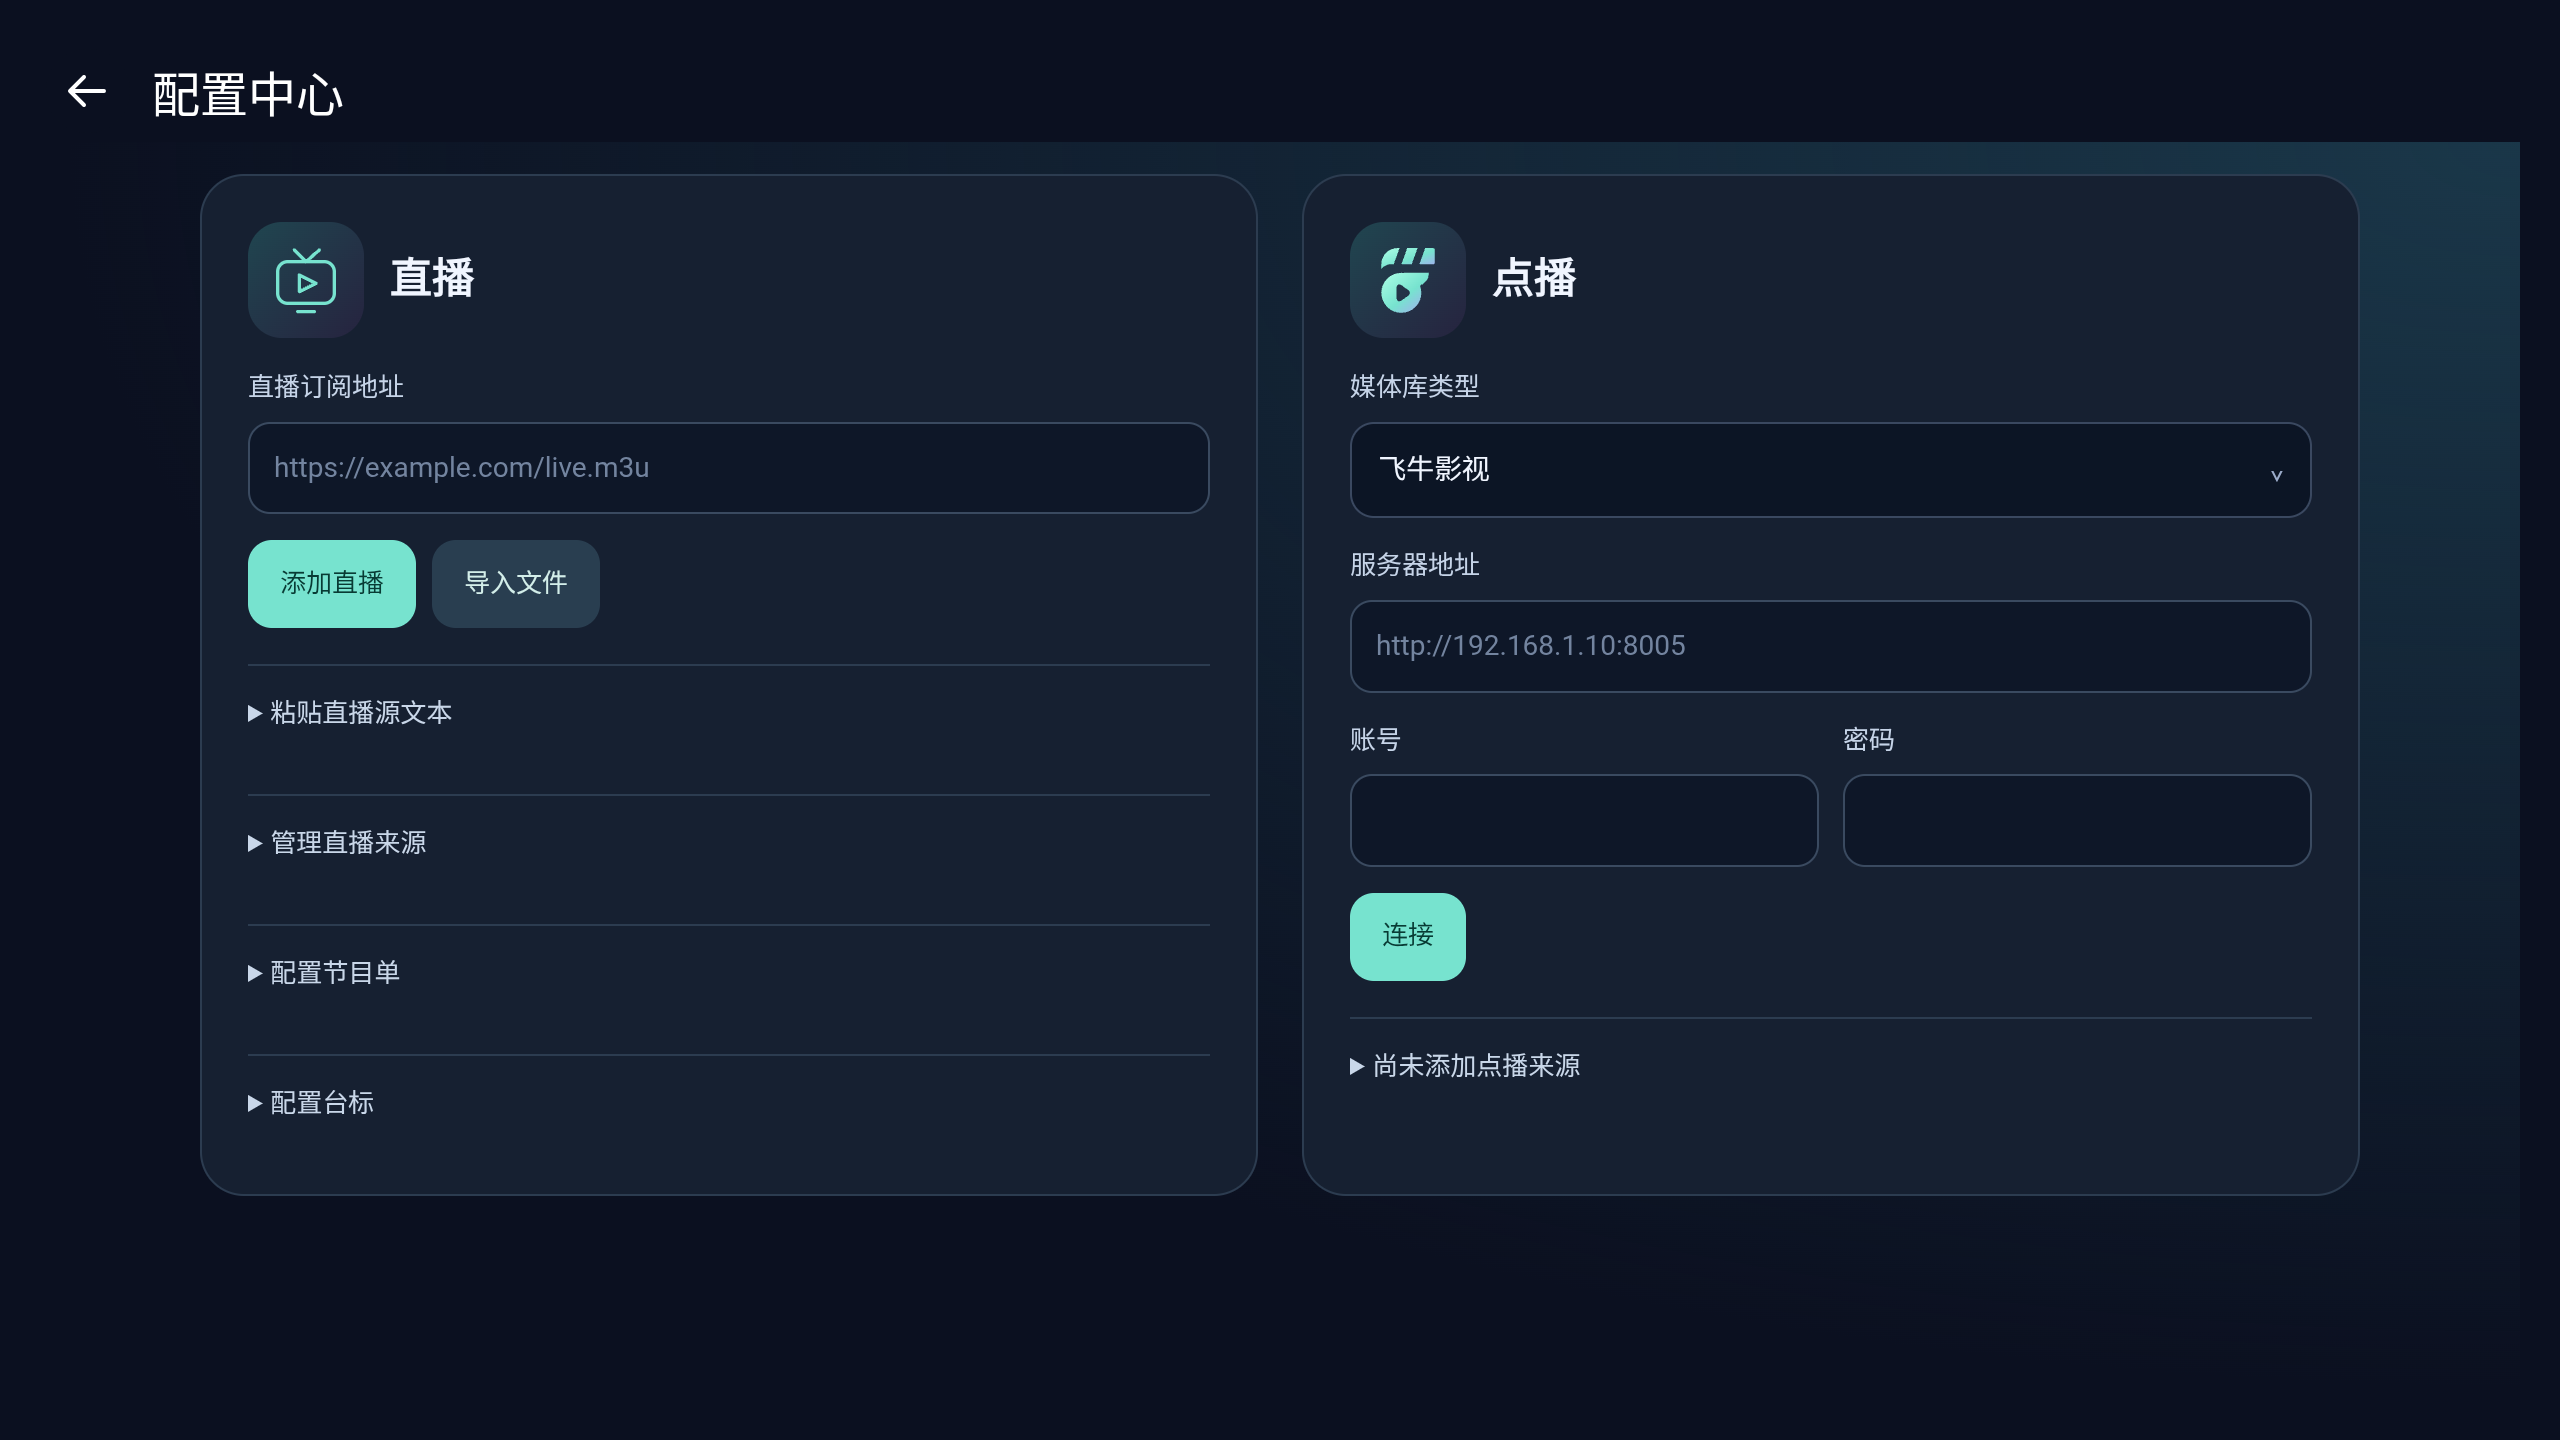 配置中心
直播
直播订阅地址
https://example.com/live.m3u
添加直播
导入文件
粘贴直播源文本
管理直播来源
配置节目单
配置台标
点播
媒体库类型
飞牛影视
服务器地址
http://192.168.1.10:8005
账号
密码
连接
尚未添加点播来源